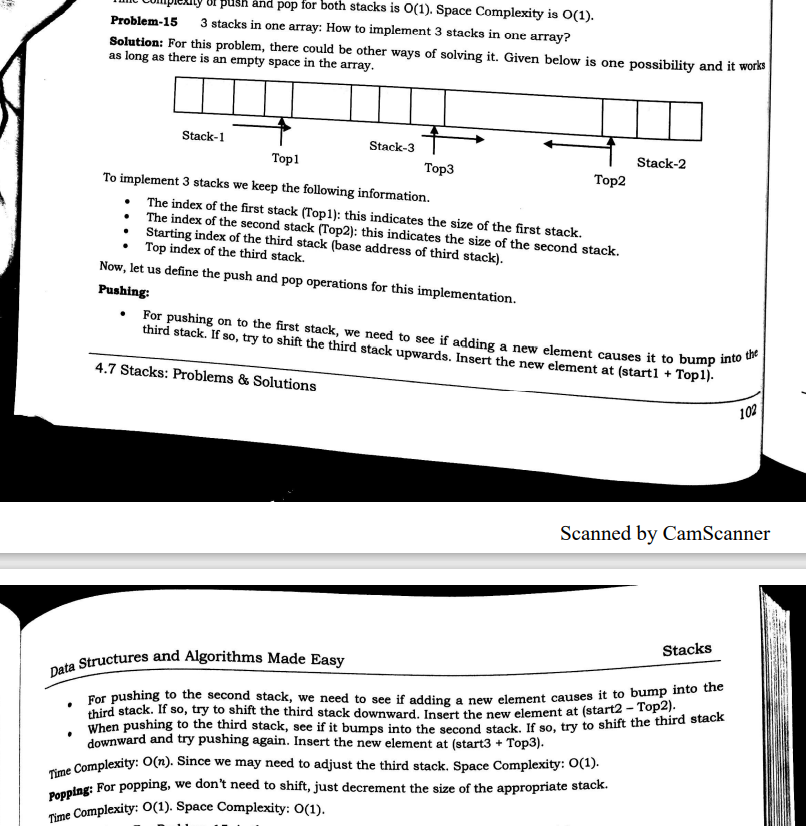 Time Complexity of push and pop for both stacks is O(1). Space Complexity is O(1).
Problem-15 3 stacks in one array: How to implement 3 stacks in one array?
Solution: For this problem, there could be other ways of solving it. Given below is one possibility and it works
as long as there is an empty space in the array.
Stack-1
Top1
Stack-3
Top3
Top2
Stack-2
To implement 3 stacks we keep the following information.
• The index of the first stack (Top1): this indicates the size of the first stack.
• The index of the second stack (Top2): this indicates the size of the second stack.
• Starting index of the third stack (base address of third stack).
• Top index of the third stack.
Now, let us define the push and pop operations for this implementation.
Pushing:
• For pushing on to the first stack, we need to see if adding a new element causes it to bump into the
third stack. If so, try to shift the third stack upwards. Insert the new element at (start1 + Top1).
4.7 Stacks: Problems & Solutions
102
Scanned by CamScanner
Data Structures and Algorithms Made Easy
Stacks
• For pushing to the second stack, we need to see if adding a new element causes it to bump into the
third stack. If so, try to shift the third stack downward. Insert the new element at (start2 – Top2).
• When pushing to the third stack, see if it bumps into the second stack. If so, try to shift the third stack
downward and try pushing again. Insert the new element at (start3 + Top3).
Time Complexity: O(n). Since we may need to adjust the third stack. Space Complexity: O(1).
Popping: For popping, we don't need to shift, just decrement the size of the appropriate stack.
Time Complexity: O(1). Space Complexity: O(1).